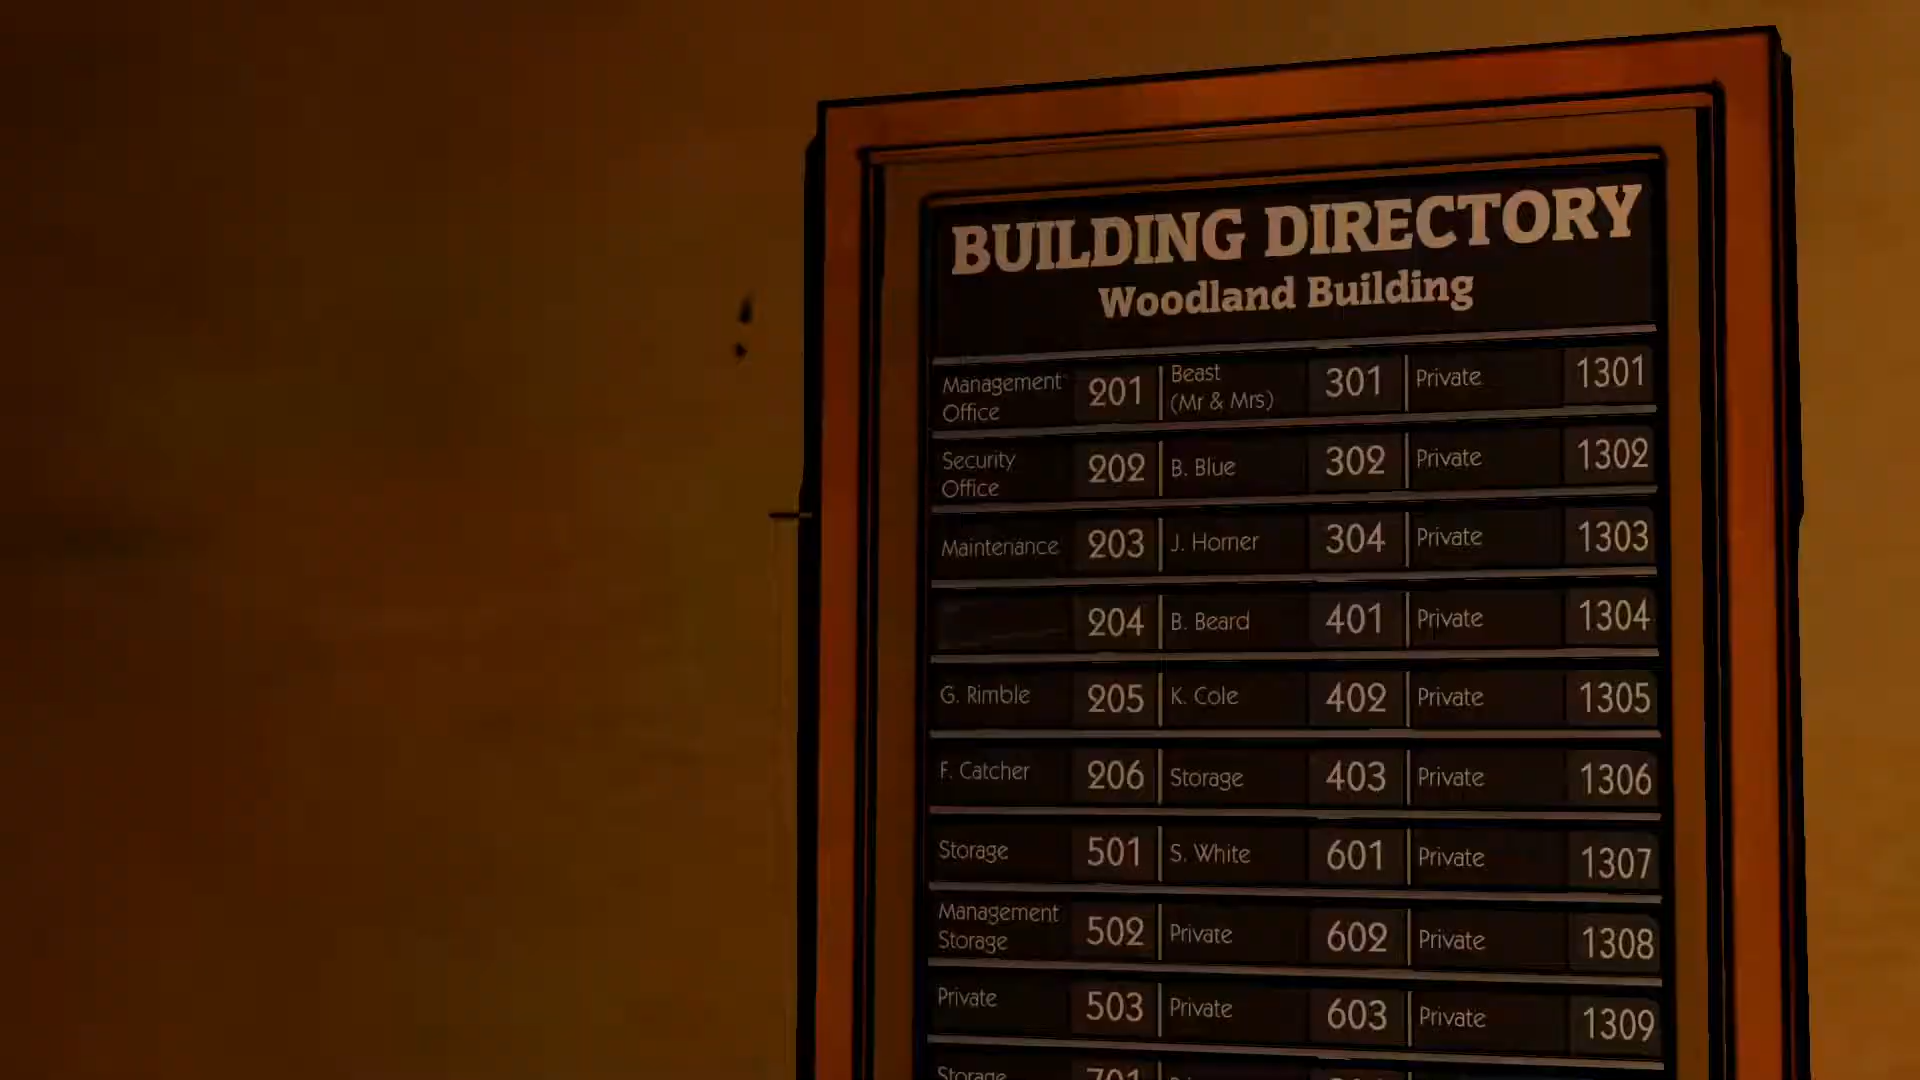 BUILDING DIRECTORY
Woodland Building
Management Office 201 Beast (Mr & Mrs) 301 Private 1301
Security Office 202 B. Blue 302 Private 1302
Maintenance 203 J. Horner 304 Private 1303
204 B. Beard 401 Private 1304
G. Rimble 205 K. Cole 402 Private 1305
F. Catcher 206 Storage 403 Private 1306
Storage 501 S. White 601 Private 1307
Management Storage 502 Private 602 Private 1308
Private 503 Private 603 Private 1309
Storage 701